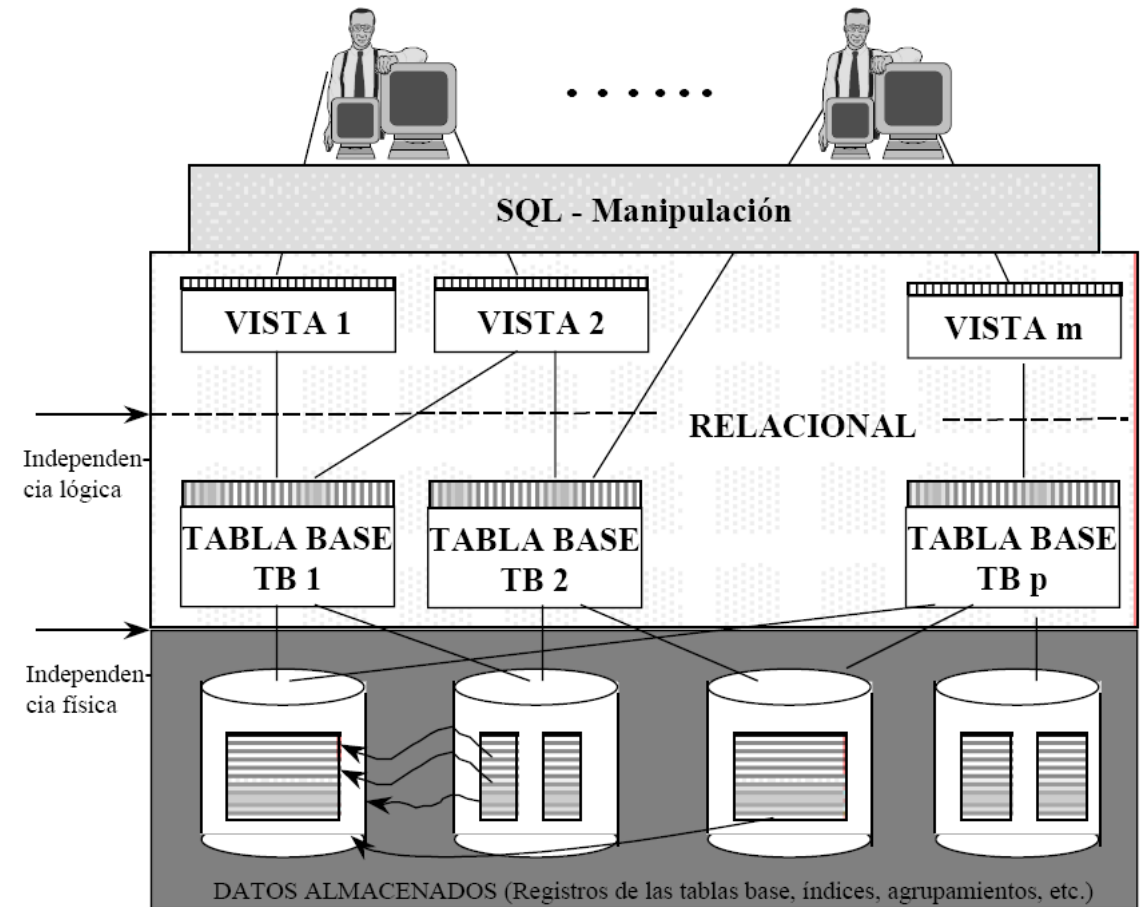 SQL - Manipulación
VISTA 1
VISTA 2
VISTA m
RELACIONAL
Independen-
cia lógica
TABLA BASE
TB 1
TABLA BASE
TB 2
TABLA BASE
TB p
Independen-
cia física
DATOS ALMACENADOS (Registros de las tablas base, índices, agrupamientos, etc.)